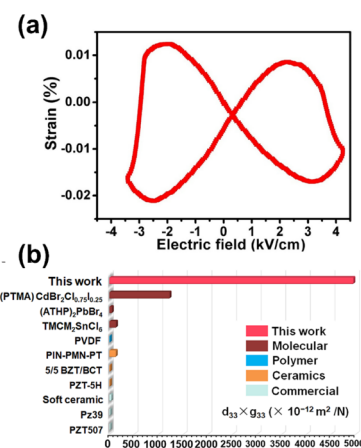 (a)
Strain (%)
0.01
0.00
-0.01
-0.02
-4 -3 -2 -1 0 1 2 3 4
Electric field (kV/cm)
(b)
This work
(PTMA)CdBr₂Cl₀.₇₅I₀.₂₅
(ATHP)₂PbBr₄
TMCM₂SnCl₆
PVDF
PIN-PMN-PT
5/5 BZT/BCT
PZT-5H
Soft ceramic
Pz39
PZT507
This work
Molecular
Polymer
Ceramics
Commercial
d₃₃×g₃₃ (× 10⁻¹² m² /N)
0 500 1000 1500 2000 2500 3000 3500 4000 4500 5000